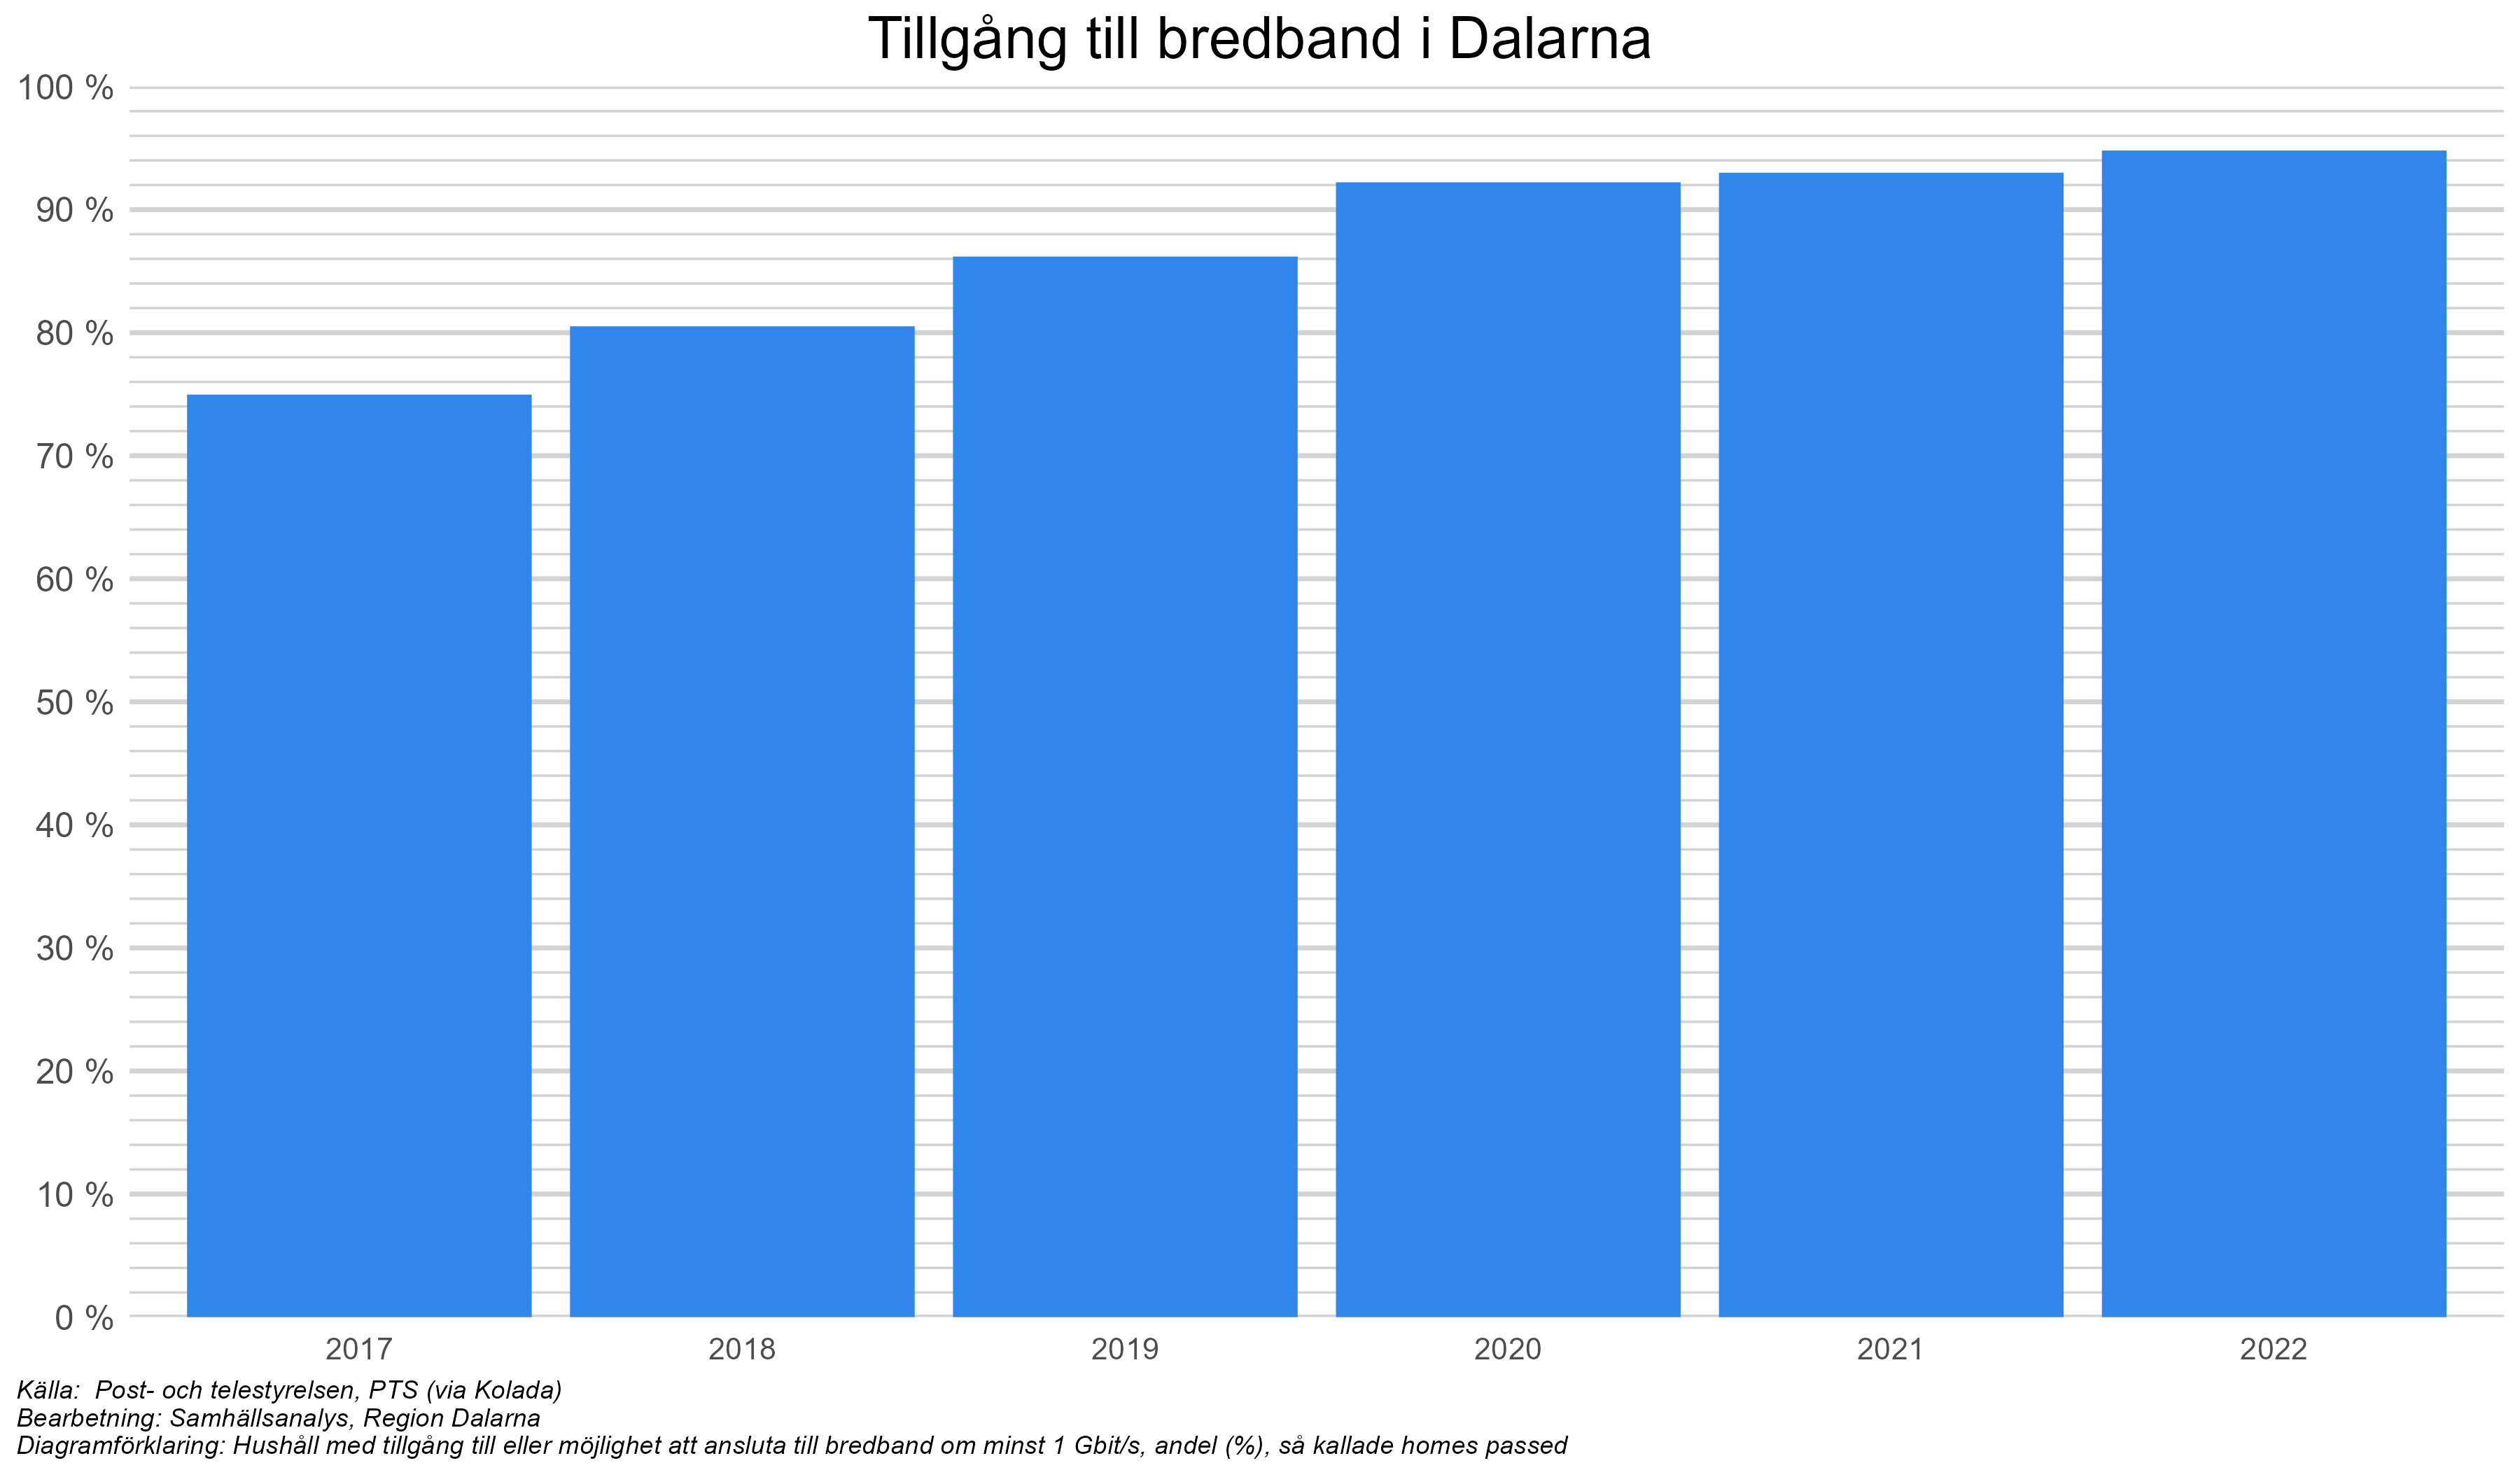 Tillgång till bredband i Dalarna
100 %
90 %
80 %
70 %
60 %
50 %
40 %
30 %
20 %
10 %
0 %
2017 2018 2019 2020 2021 2022
Källa:  Post- och telestyrelsen, PTS (via Kolada)
Bearbetning: Samhällsanalys, Region Dalarna
Diagramförklaring: Hushåll med tillgång till eller möjlighet att ansluta till bredband om minst 1 Gbit/s, andel (%), så kallade homes passed